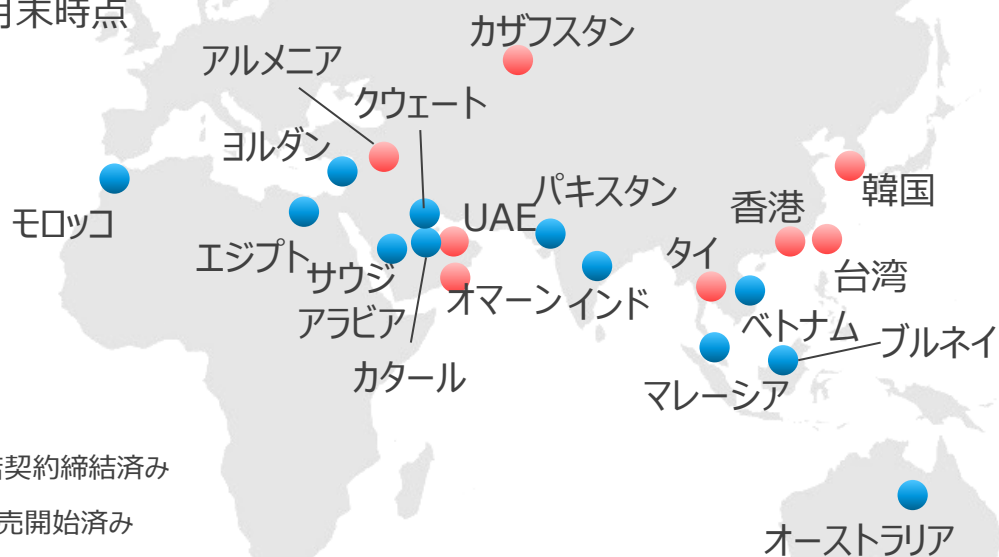 月末時点
カザフスタン
アルメニア
クウェート
ヨルダン
パキスタン
韓国
モロッコ
UAE
香港
エジプト
サウジ
アラビア
タイ
台湾
オマーン
インド
ベトナム
ブルネイ
カタール
マレーシア
契約締結済み
売開始済み
オーストラリア